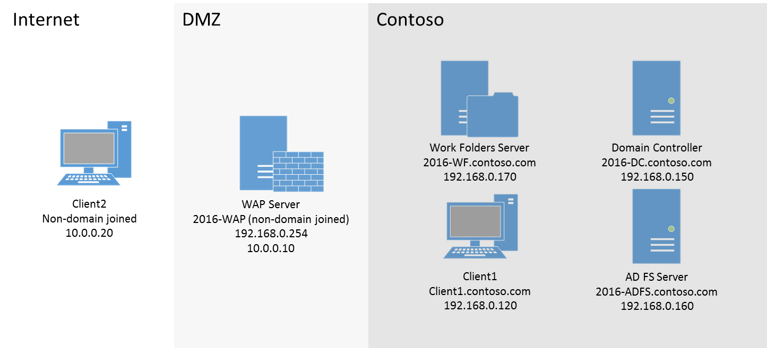 Internet
DMZ
Contoso
Client2
Non-domain joined
10.0.0.20
WAP Server
2016-WAP (non-domain joined)
192.168.0.254
10.0.0.10
Work Folders Server
2016-WF.contoso.com
192.168.0.170
Domain Controller
2016-DC.contoso.com
192.168.0.150
Client1
Client1.contoso.com
192.168.0.120
AD FS Server
2016-ADFS.contoso.com
192.168.0.160